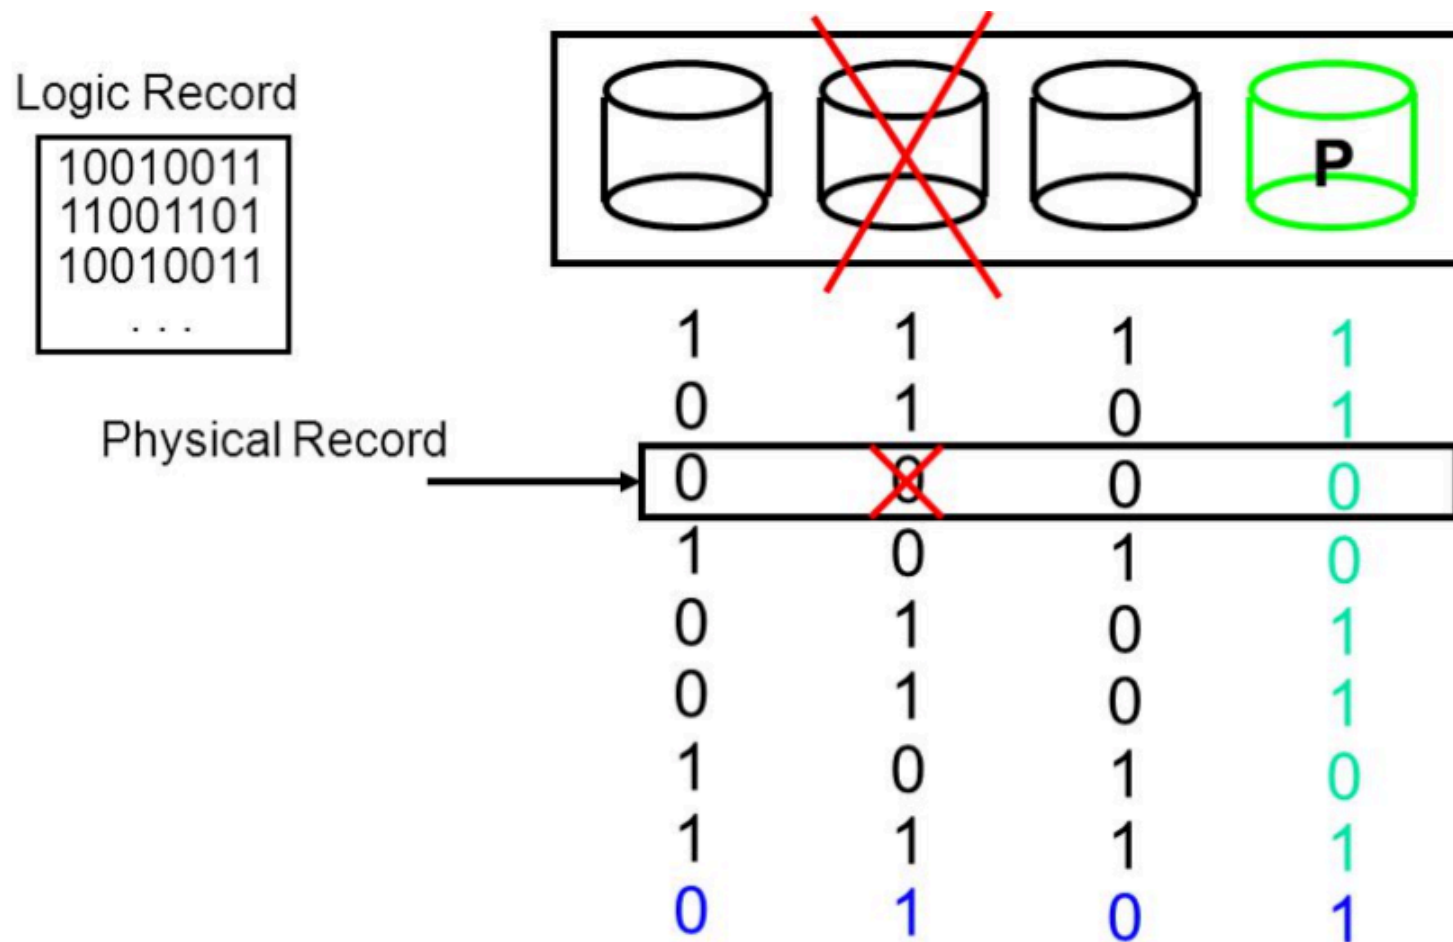 Logic Record
10010011
11001101
10010011
. . .
P
Physical Record
1 1 1 1
0 1 0 1
0 0 0 0
1 0 1 0
0 1 0 1
0 1 0 1
1 0 1 0
1 1 1 1
0 1 0 1